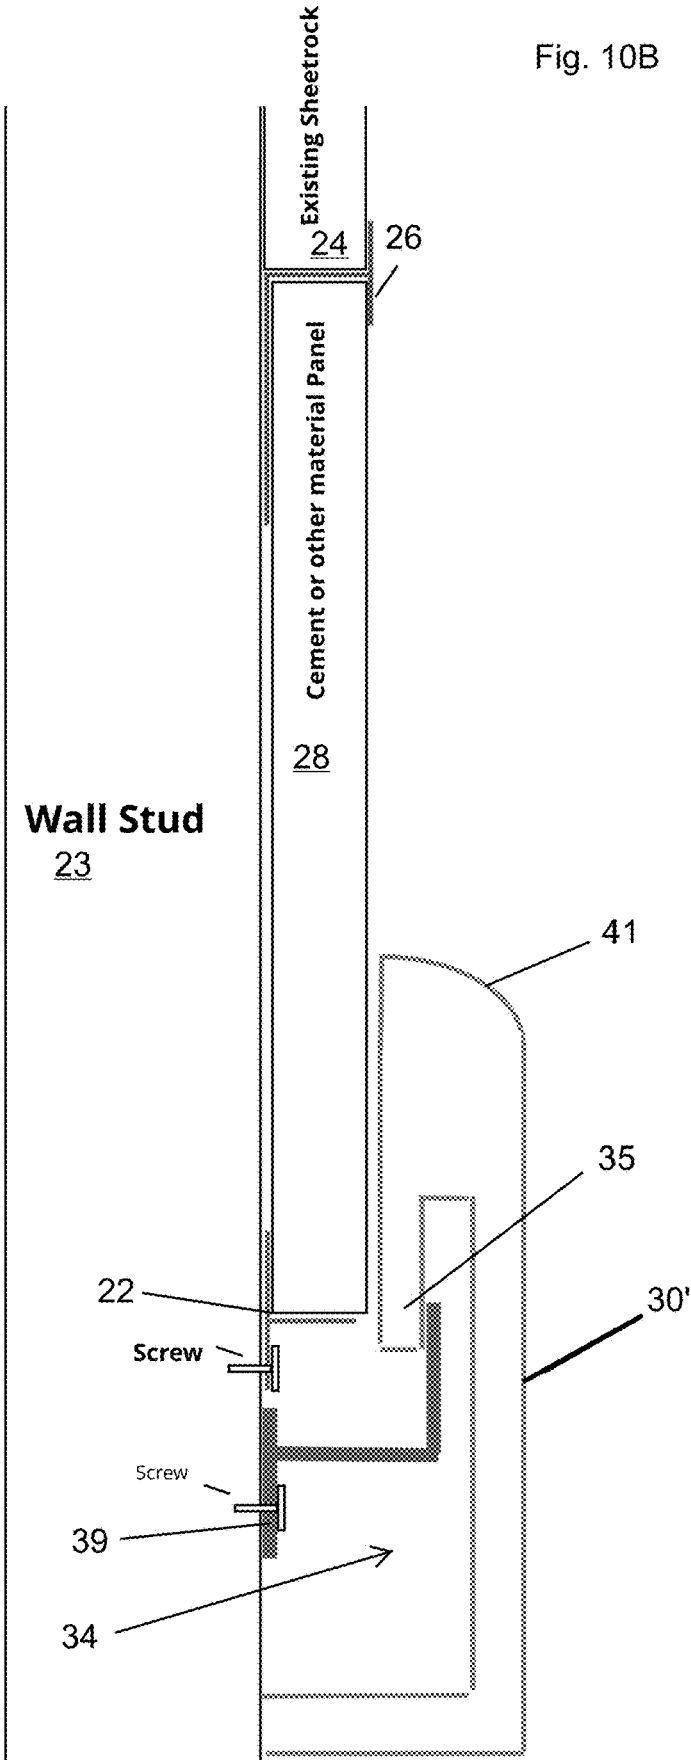 Fig. 10B
Existing Sheetrock
24
26
Cement or other material Panel
28
Wall Stud
23
41
35
22
30'
Screw
Screw
39
34